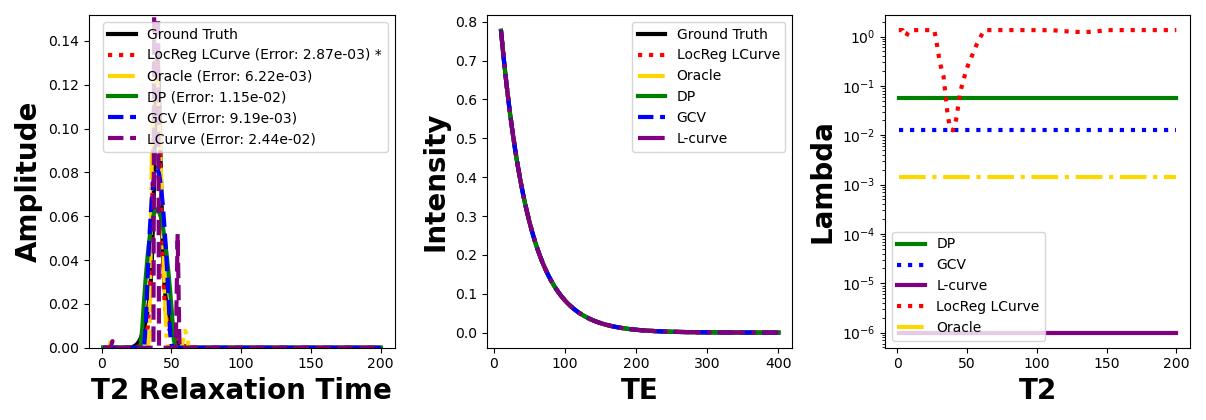 Amplitude
0.14
0.12
0.10
0.08
0.06
0.04
0.02
0.00
Ground Truth
LocReg LCurve (Error: 2.87e-03) *
Oracle (Error: 6.22e-03)
DP (Error: 1.15e-02)
GCV (Error: 9.19e-03)
LCurve (Error: 2.44e-02)
0 50 100 150 200
T2 Relaxation Time
Intensity
0.8
0.7
0.6
0.5
0.4
0.3
0.2
0.1
0.0
Ground Truth
LocReg LCurve
Oracle
DP
GCV
L-curve
0 100 200 300 400
TE
Lambda
10⁰
10⁻¹
10⁻²
10⁻³
10⁻⁴
10⁻⁵
10⁻⁶
DP
GCV
L-curve
LocReg LCurve
Oracle
0 50 100 150 200
T2